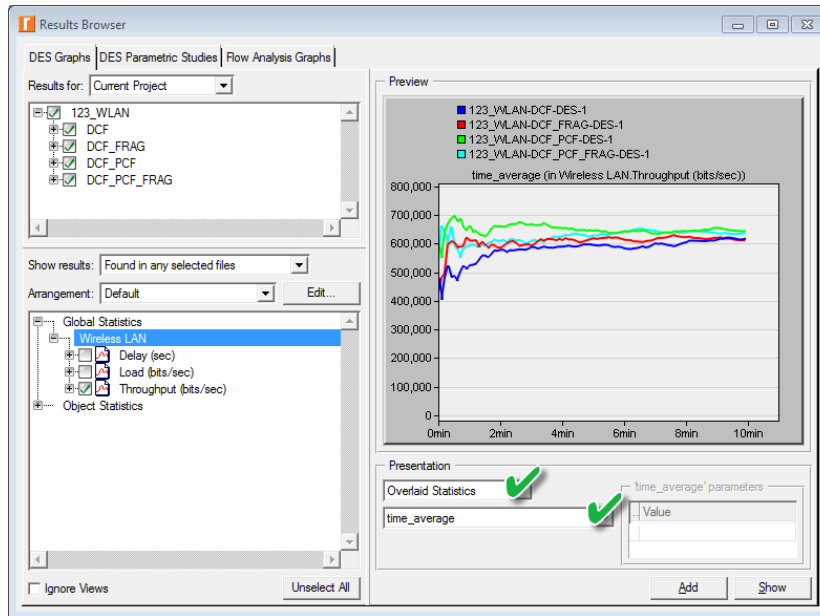 Results Browser
DES Graphs DES Parametric Studies Flow Analysis Graphs
Results for: Current Project
123_WLAN
DCF
DCF_FRAG
DCF_PCF
DCF_PCF_FRAG
Show results: Found in any selected files
Arrangement: Default Edit...
Global Statistics
Wireless LAN
Delay (sec)
Load (bits/sec)
Throughput (bits/sec)
Object Statistics
Ignore Views Unselect All
Preview
123_WLAN-DCF-DES-1
123_WLAN-DCF_FRAG-DES-1
123_WLAN-DCF_PCF-DES-1
123_WLAN-DCF_PCF_FRAG-DES-1
time_average (in Wireless LAN.Throughput (bits/sec))
800,000
700,000
600,000
500,000
400,000
300,000
200,000
100,000
0
0min 2min 4min 6min 8min 10min
Presentation
Overlaid Statistics
time_average
'time_average' parameters
.. Value
Add Show